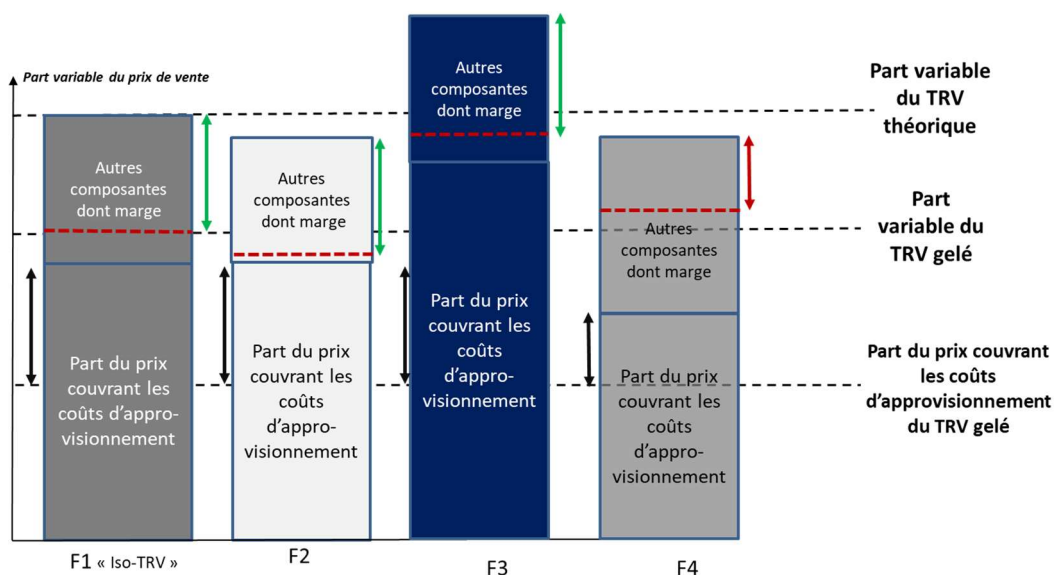 Part variable du prix de vente
Autres
composantes
dont marge
Part du prix
couvrant les
coûts d’appro-
visionnement
F1 « Iso-TRV »
Autres
composantes
dont marge
Part du prix
couvrant les
coûts
d’appro-
visionnement
F2
Autres
composantes
dont marge
Part du prix
couvrant les
coûts
d’appro-
visionnement
F3
Autres
composantes
dont marge
Part du prix
couvrant les
coûts
d’appro-
visionnement
F4
Part variable
du TRV
théorique
Part
variable du
TRV gelé
Part du prix couvrant
les coûts
d’approvisionnement
du TRV gelé